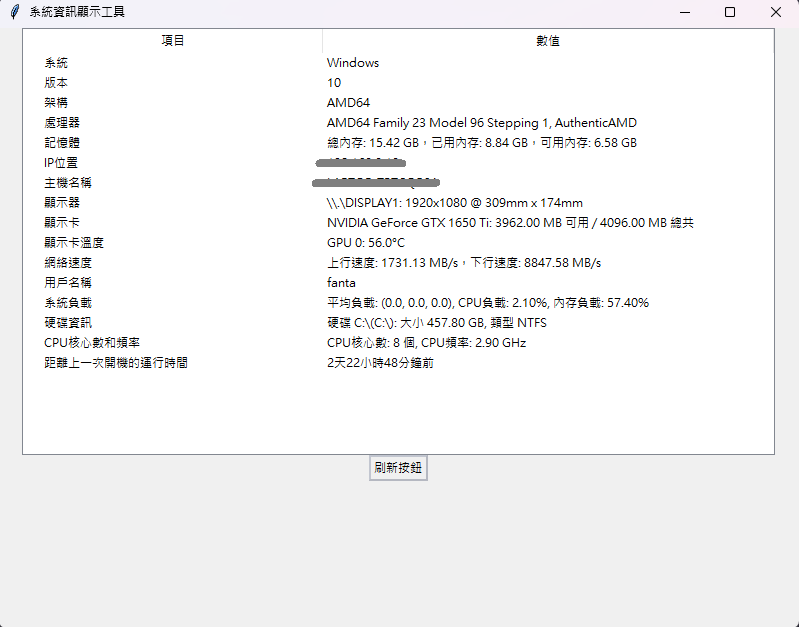 系統資訊顯示工具
項目 數值
系統 Windows
版本 10
架構 AMD64
處理器 AMD64 Family 23 Model 96 Stepping 1, AuthenticAMD
記憶體 總內存: 15.42 GB，已用內存: 8.84 GB，可用內存: 6.58 GB
IP位置
主機名稱
顯示器 \\.\DISPLAY1: 1920x1080 @ 309mm x 174mm
顯示卡 NVIDIA GeForce GTX 1650 Ti: 3962.00 MB 可用 / 4096.00 MB 總共
顯示卡溫度 GPU 0: 56.0°C
網絡速度 上行速度: 1731.13 MB/s，下行速度: 8847.58 MB/s
用戶名稱 fanta
系統負載 平均負載: (0.0, 0.0, 0.0), CPU負載: 2.10%, 內存負載: 57.40%
硬碟資訊 硬碟 C:\(C:\): 大小 457.80 GB, 類型 NTFS
CPU核心數和頻率 CPU核心數: 8 個, CPU頻率: 2.90 GHz
距離上一次開機的運行時間 2天22小時48分鐘前
刷新按鈕